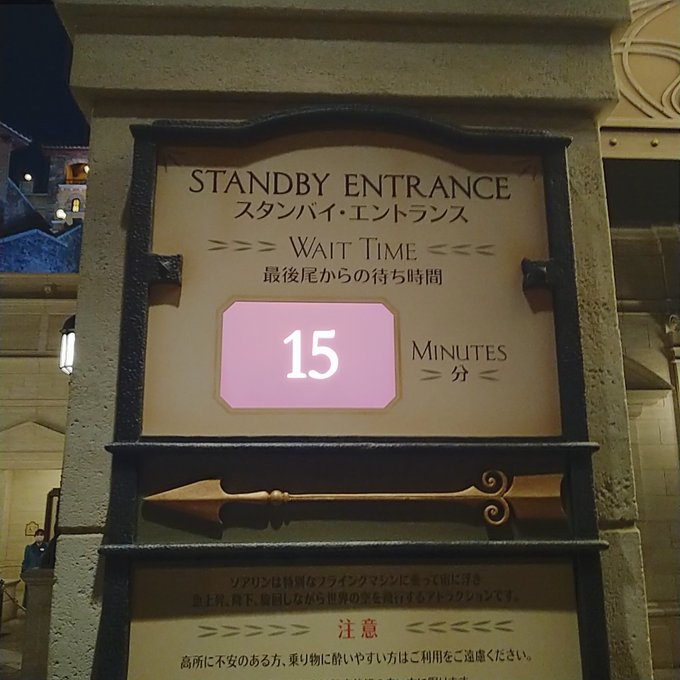 STANDBY ENTRANCE
スタンバイ・エントランス
WAIT TIME
最後尾からの待ち時間
15
MINUTES
分
ソアリンは特別なフライングマシンに乗って宙に浮き
急上昇、降下、旋回しながら世界の空を飛行するアトラクションです。
注意
高所に不安のある方、乗り物に酔いやすい方はご利用をご遠慮ください。